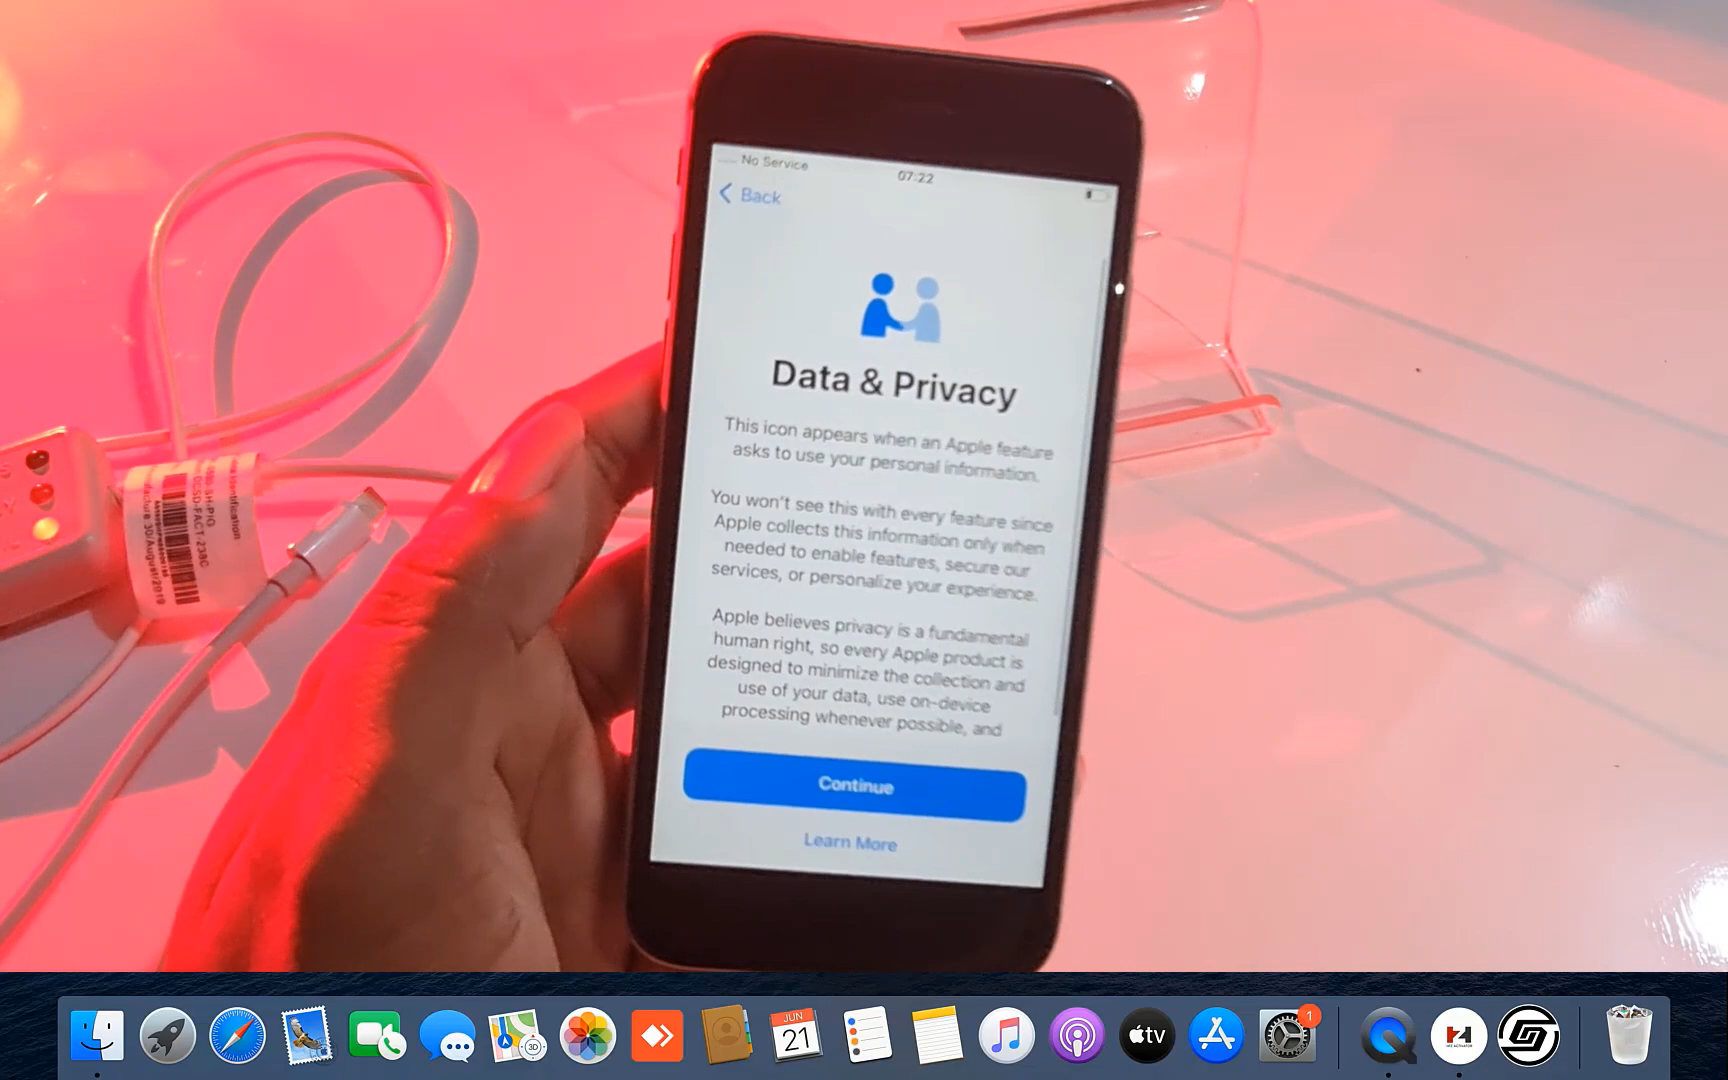 No Service
07:22
Back
Data & Privacy
This icon appears when an Apple feature
asks to use your personal information.
You won't see this with every feature since
Apple collects this information only when
needed to enable features, secure our
services, or personalize your experience.
Apple believes privacy is a fundamental
human right, so every Apple product is
designed to minimize the collection and
use of your data, use on-device
processing whenever possible, and
Continue
Learn More
3D
JUN
21
tv
1